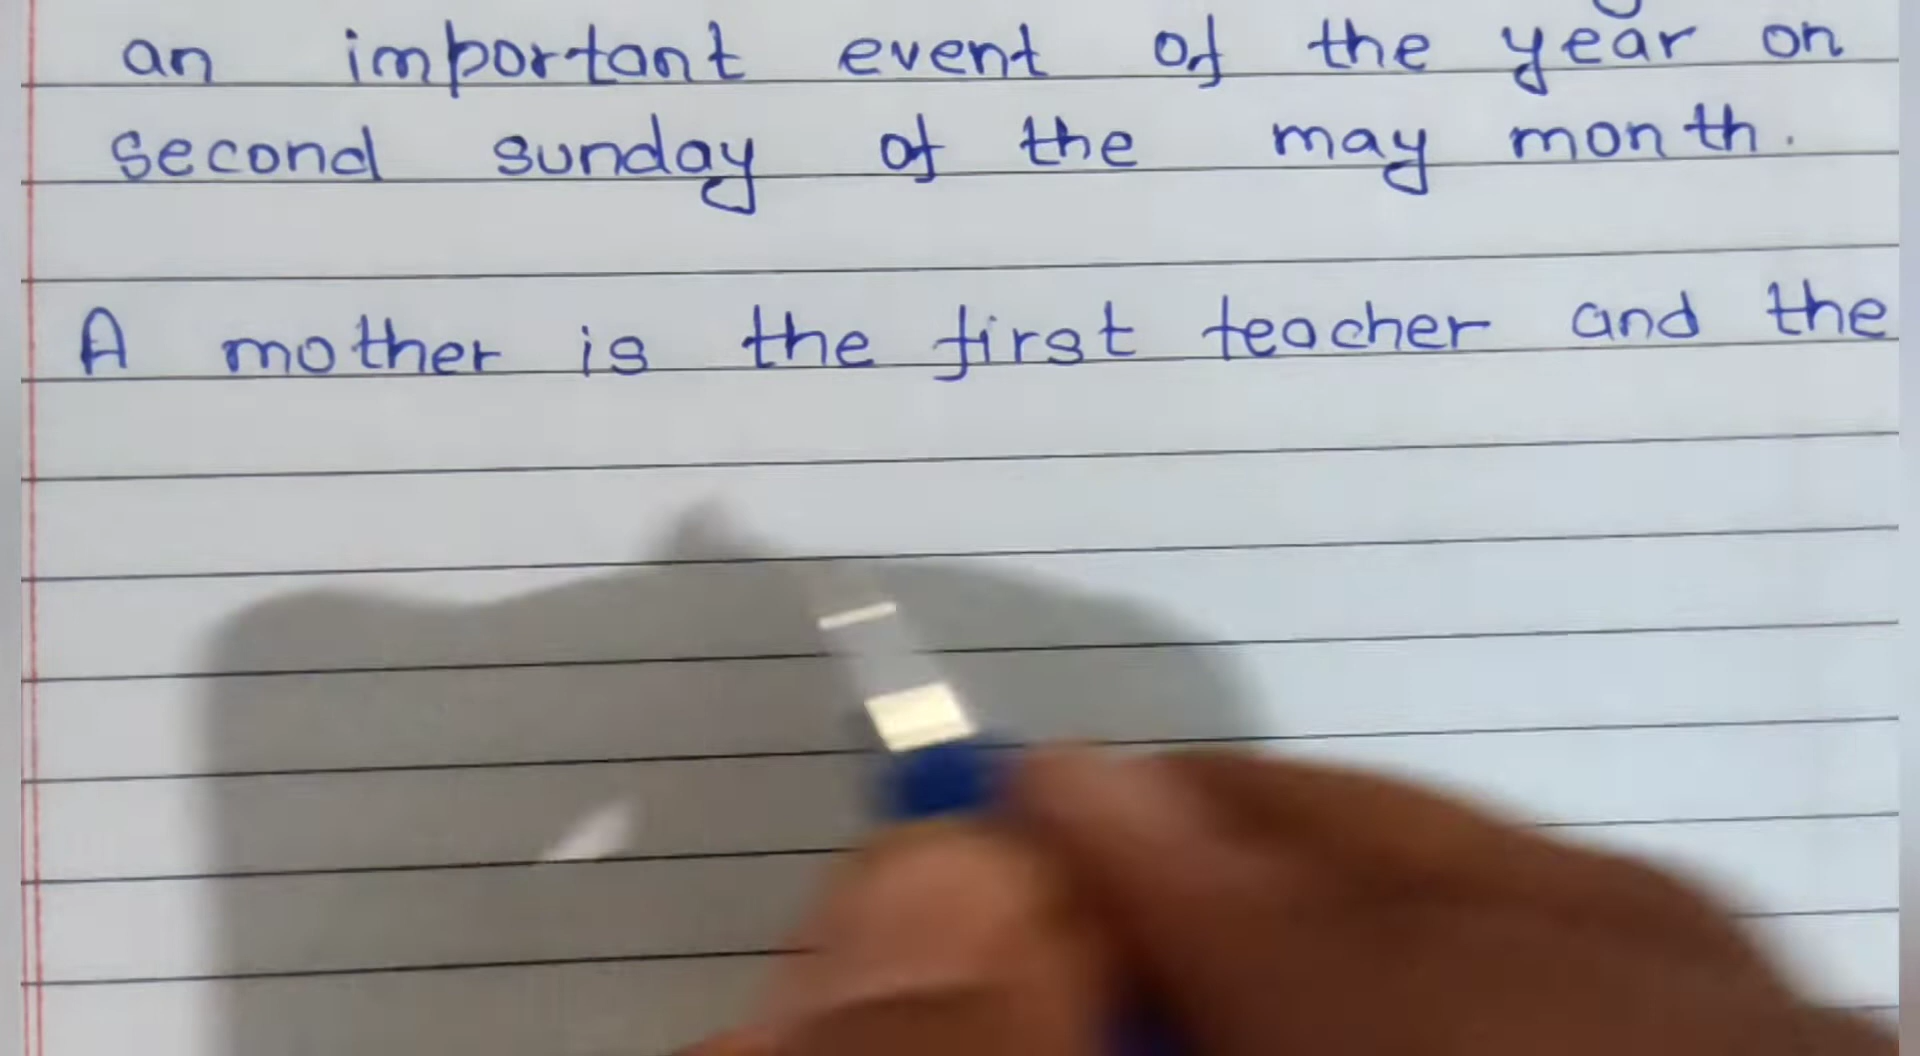 an important event of the year on
second sunday of the may month.
A mother is the first teacher and the